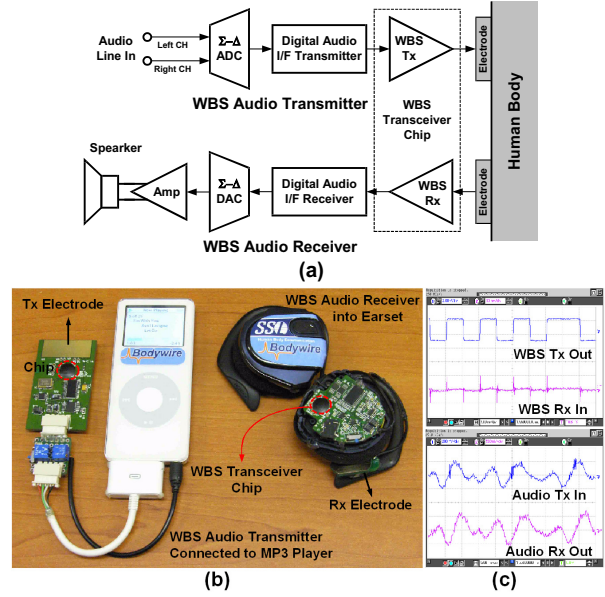 Audio
Line In
Left CH
Right CH
Σ–Δ
ADC
Digital Audio
I/F Transmitter
WBS
Tx
Electrode
WBS Audio Transmitter
WBS
Transceiver
Chip
Human Body
Spearker
Amp
Σ–Δ
DAC
Digital Audio
I/F Receiver
WBS
Rx
Electrode
WBS Audio Receiver
(a)
Tx Electrode
Chip
WBS Audio Receiver
into Earset
Bodywire
SSO
Bodywire
WBS Transceiver
Chip
Rx Electrode
WBS Audio Transmitter
Connected to MP3 Player
(b)
WBS Tx Out
WBS Rx In
Audio Tx In
Audio Rx Out
(c)